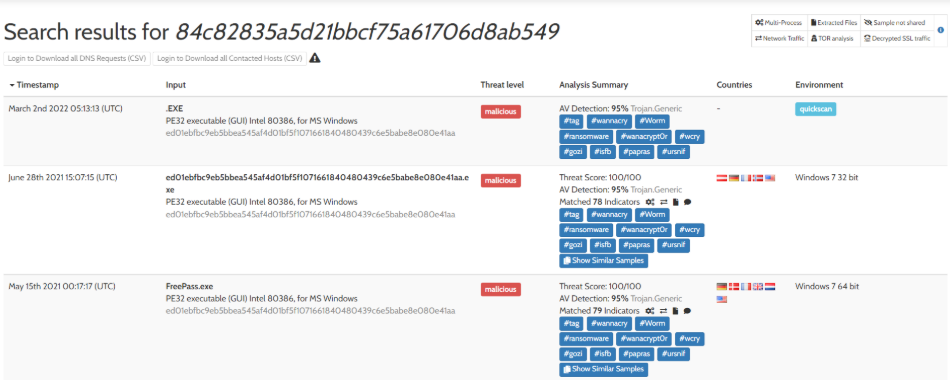 Search results for 84c82835a5d21bbcf75a61706d8ab549
Multi-Process Extracted Files Sample not shared
Network Traffic TOR analysis Decrypted SSL traffic
Login to Download all DNS Requests (CSV) Login to Download all Contacted Hosts (CSV)
Timestamp Input Threat level Analysis Summary Countries Environment
March 2nd 2022 05:13:13 (UTC) .EXE malicious AV Detection: 95% Trojan.Generic - quickscan
PE32 executable (GUI) Intel 80386, for MS Windows
ed01ebfbc9eb5bbea545af4d01bf5f1071661840480439c6e5babe8e080e41aa
#tag #wannacry #Worm
#ransomware #wanacrypt0r #wcry
#gozi #isfb #papras #ursnif
June 28th 2021 15:07:15 (UTC) ed01ebfbc9eb5bbea545af4d01bf5f1071661840480439c6e5babe8e080e41aa.e malicious Threat Score: 100/100 Windows 7 32 bit
xe AV Detection: 95% Trojan.Generic
PE32 executable (GUI) Intel 80386, for MS Windows Matched 78 Indicators
ed01ebfbc9eb5bbea545af4d01bf5f1071661840480439c6e5babe8e080e41aa #tag #wannacry #Worm
#ransomware #wanacrypt0r #wcry
#gozi #isfb #papras #ursnif
Show Similar Samples
May 15th 2021 00:17:17 (UTC) FreePass.exe malicious Threat Score: 100/100 Windows 7 64 bit
PE32 executable (GUI) Intel 80386, for MS Windows AV Detection: 95% Trojan.Generic
ed01ebfbc9eb5bbea545af4d01bf5f1071661840480439c6e5babe8e080e41aa Matched 79 Indicators
#tag #wannacry #Worm
#ransomware #wanacrypt0r #wcry
#gozi #isfb #papras #ursnif
Show Similar Samples